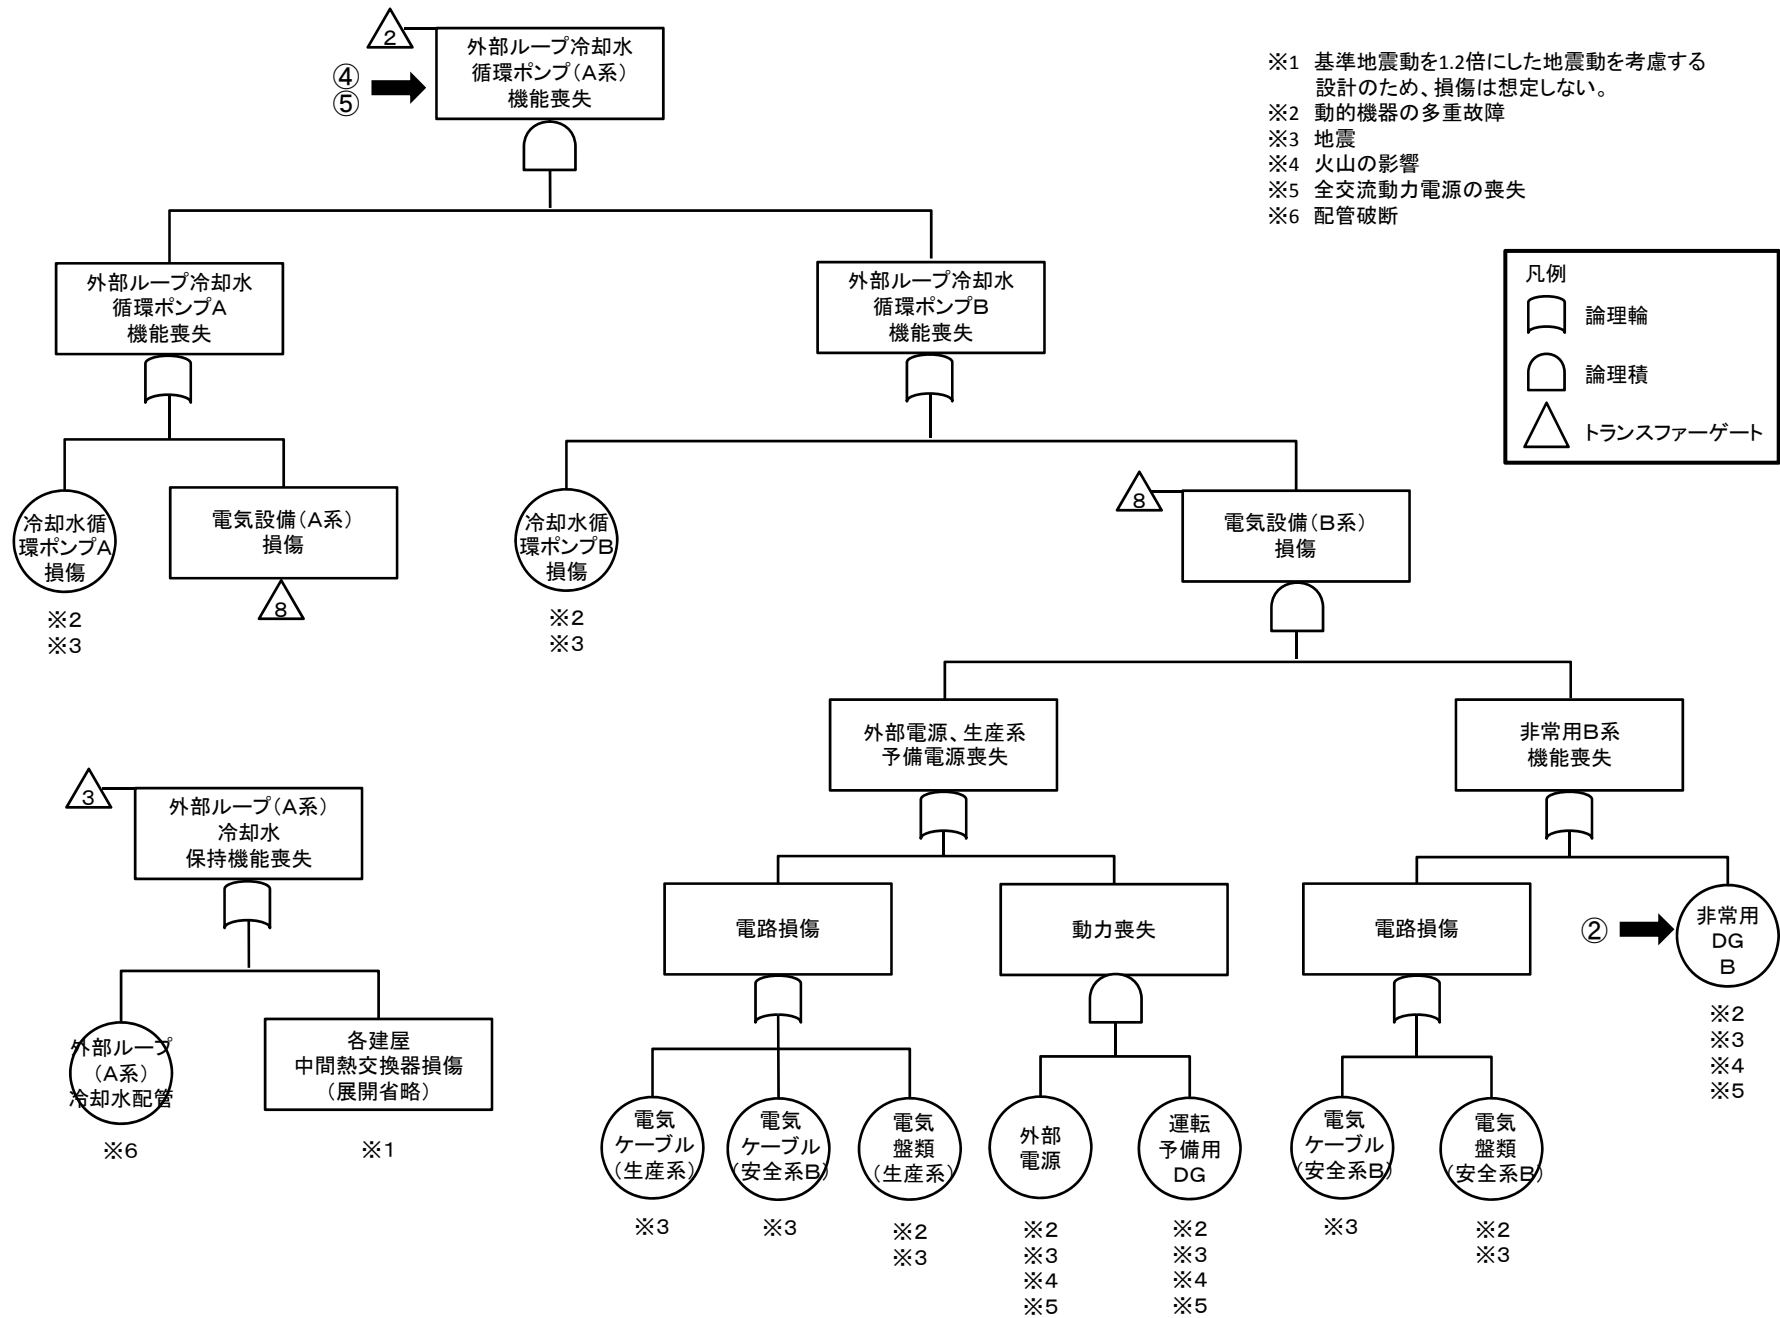 2
外部ループ冷却水
循環ポンプ(A系)
機能喪失
④
⑤
※1 基準地震動を1.2倍にした地震動を考慮する
設計のため、損傷は想定しない。
※2 動的機器の多重故障
※3 地震
※4 火山の影響
※5 全交流動力電源の喪失
※6 配管破断
凡例
論理輪
論理積
トランスファーゲート
外部ループ冷却水
循環ポンプA
機能喪失
外部ループ冷却水
循環ポンプB
機能喪失
冷却水循
環ポンプA
損傷
※2
※3
電気設備(A系)
損傷
8
冷却水循
環ポンプB
損傷
※2
※3
8
電気設備(B系)
損傷
外部電源、生産系
予備電源喪失
非常用B系
機能喪失
3
外部ループ(A系)
冷却水
保持機能喪失
電路損傷
動力喪失
電路損傷
②
非常用
DG
B
※2
※3
※4
※5
外部ループ
(A系)
冷却水配管
※6
各建屋
中間熱交換器損傷
(展開省略)
※1
電気
ケーブル
(生産系)
※3
電気
ケーブル
(安全系B)
※3
電気
盤類
(生産系)
※2
※3
外部
電源
※2
※3
※4
※5
運転
予備用
DG
※2
※3
※4
※5
電気
ケーブル
(安全系B)
※3
電気
盤類
(安全系B)
※2
※3